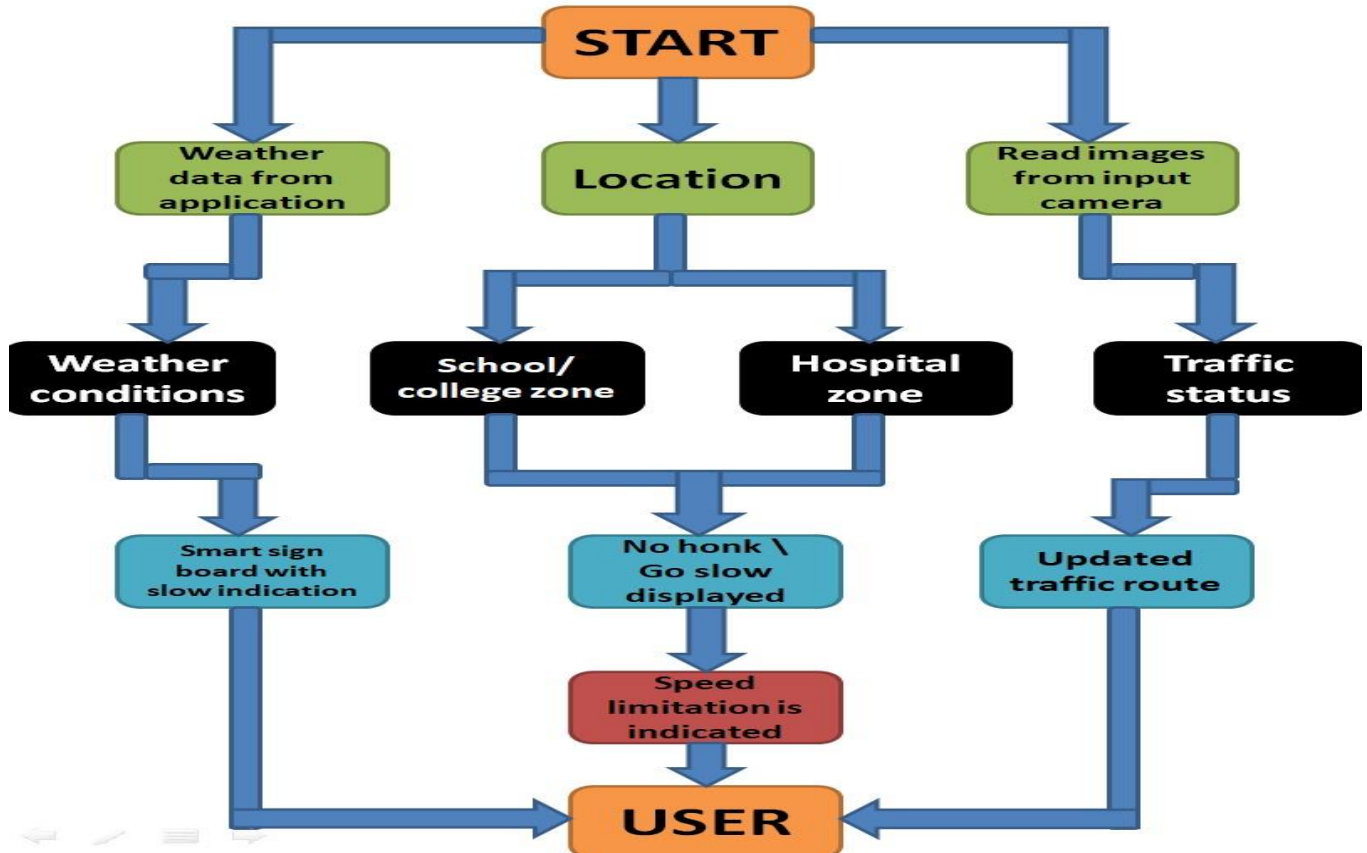 START
Weather
data from
application
Location
Read images
from input
camera
Weather
conditions
School/
college zone
Hospital
zone
Traffic
status
Smart sign
board with
slow indication
No honk \
Go slow
displayed
Updated
traffic route
Speed
limitation is
indicated
USER